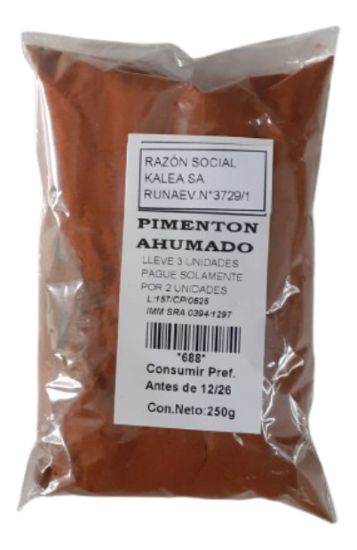 RAZÓN SOCIAL
KALEA SA
RUNAEV.N°3729/1
PIMENTON
AHUMADO
LLEVE 3 UNIDADES
PAGUE SOLAMENTE
POR 2 UNIDADES
L:157/CP/0625
IMM SRA 0394/1297
*688*
Consumir Pref.
Antes de 12/26
Con.Neto:250g